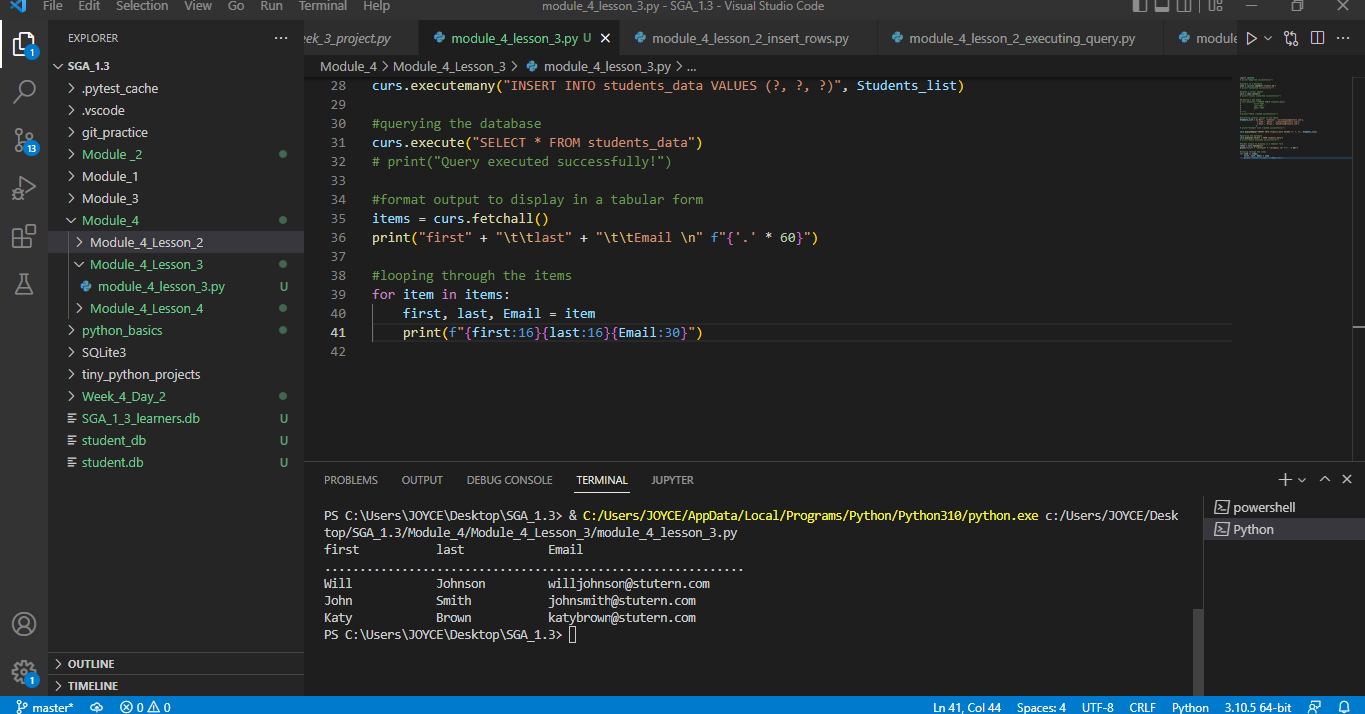 File Edit Selection View Go Run Terminal Help module_4_lesson_3.py - SGA_1.3 - Visual Studio Code
EXPLORER
eek_3_project.py module_4_lesson_3.py U module_4_lesson_2_insert_rows.py module_4_lesson_2_executing_query.py module
SGA_1.3
.pytest_cache
.vscode
git_practice
Module _2
Module_1
Module_3
Module_4
Module_4_Lesson_2
Module_4_Lesson_3
module_4_lesson_3.py U
Module_4_Lesson_4
python_basics
SQLite3
tiny_python_projects
Week_4_Day_2
SGA_1_3_learners.db U
student_db U
student.db U
OUTLINE
TIMELINE
1
13
1
Module_4 > Module_4_Lesson_3 > module_4_lesson_3.py > ...
28 curs.executemany("INSERT INTO students_data VALUES (?, ?, ?)", Students_list)
29
30 #querying the database
31 curs.execute("SELECT * FROM students_data")
32 # print("Query executed successfully!")
33
34 #format output to display in a tabular form
35 items = curs.fetchall()
36 print("first" + "\t\tlast" + "\t\tEmail \n" f"{'.' * 60}")
37
38 #looping through the items
39 for item in items:
40 first, last, Email = item
41 print(f"{first:16}{last:16}{Email:30}")
42
PROBLEMS OUTPUT DEBUG CONSOLE TERMINAL JUPYTER
PS C:\Users\JOYCE\Desktop\SGA_1.3> & C:/Users/JOYCE/AppData/Local/Programs/Python/Python310/python.exe c:/Users/JOYCE/Desk
top/SGA_1.3/Module_4/Module_4_Lesson_3/module_4_lesson_3.py
first last Email
............................................................
Will Johnson willjohnson@stutern.com
John Smith johnsmith@stutern.com
Katy Brown katybrown@stutern.com
PS C:\Users\JOYCE\Desktop\SGA_1.3>
powershell
Python
master* 0 0 Ln 41, Col 44 Spaces: 4 UTF-8 CRLF Python 3.10.5 64-bit